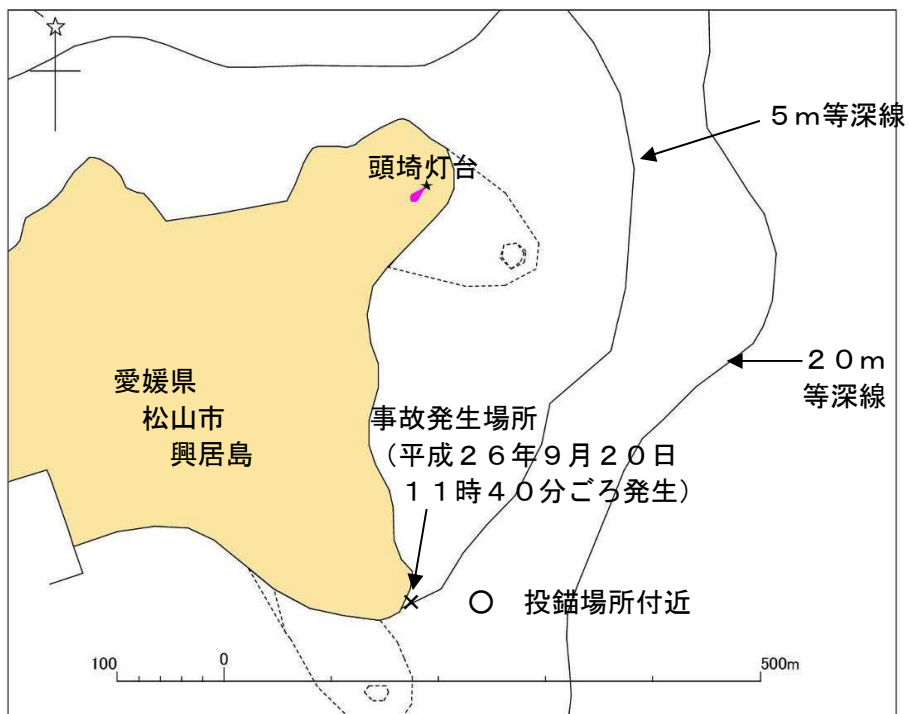 ５ｍ等深線
頭埼灯台
２０ｍ
等深線
愛媛県
松山市
興居島
事故発生場所
（平成２６年９月２０日
１１時４０分ごろ発生）
○　投錨場所付近
100
0
500m